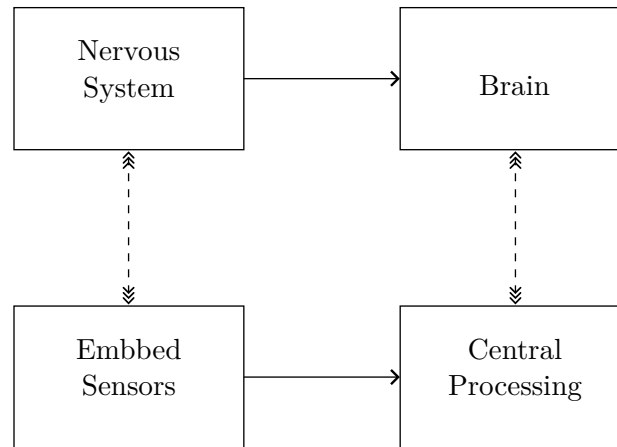 Nervous
System
Brain
Embbed
Sensors
Central
Processing